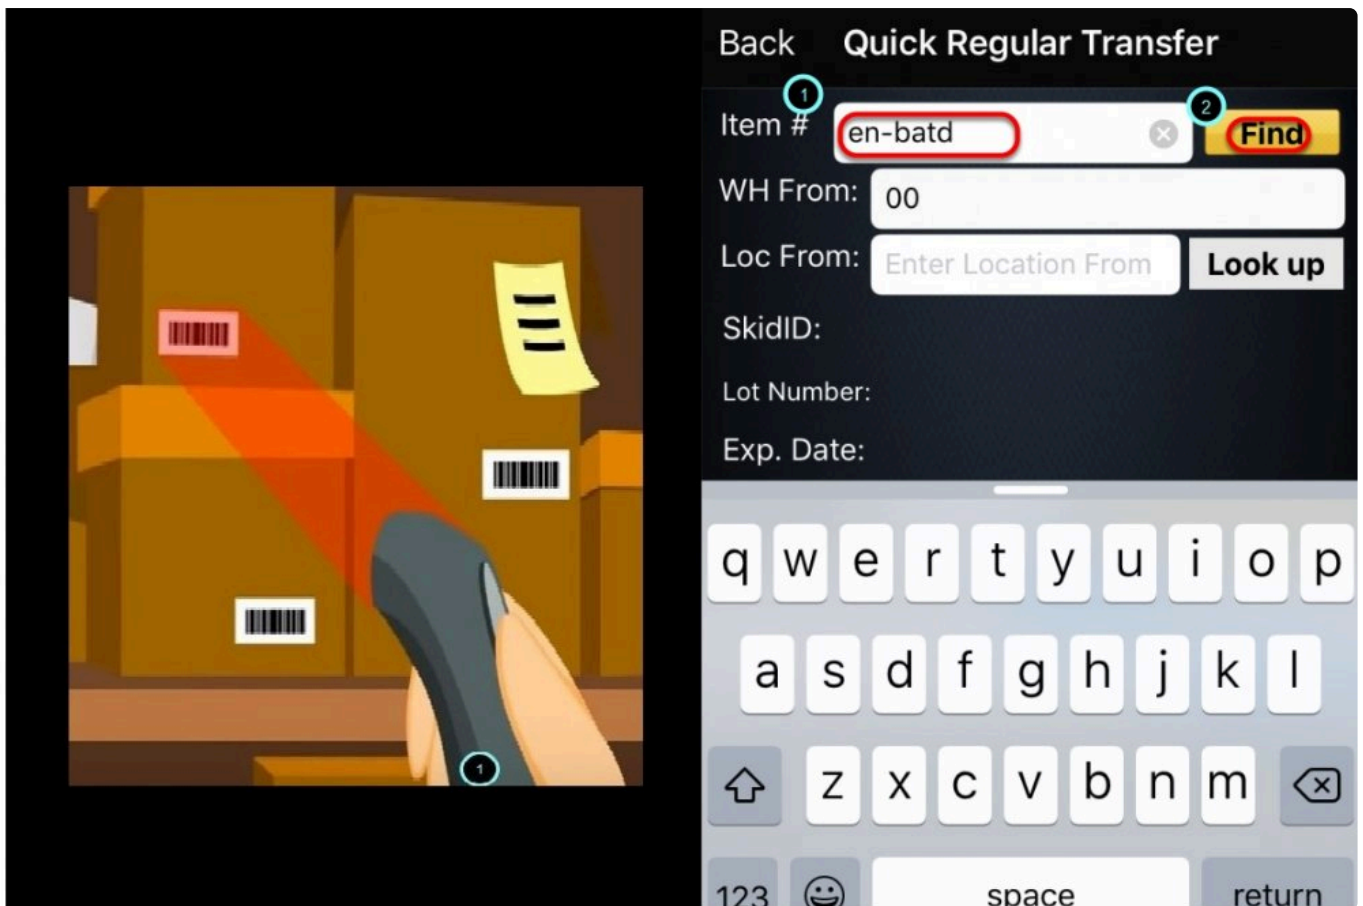 Back Quick Regular Transfer
1 2
Item # en-batd Find
WH From: 00
Loc From: Enter Location From Look up
SkidID:
Lot Number:
Exp. Date:
q w e r t y u i o p
a s d f g h j k l
z x c v b n m
1
123 space return